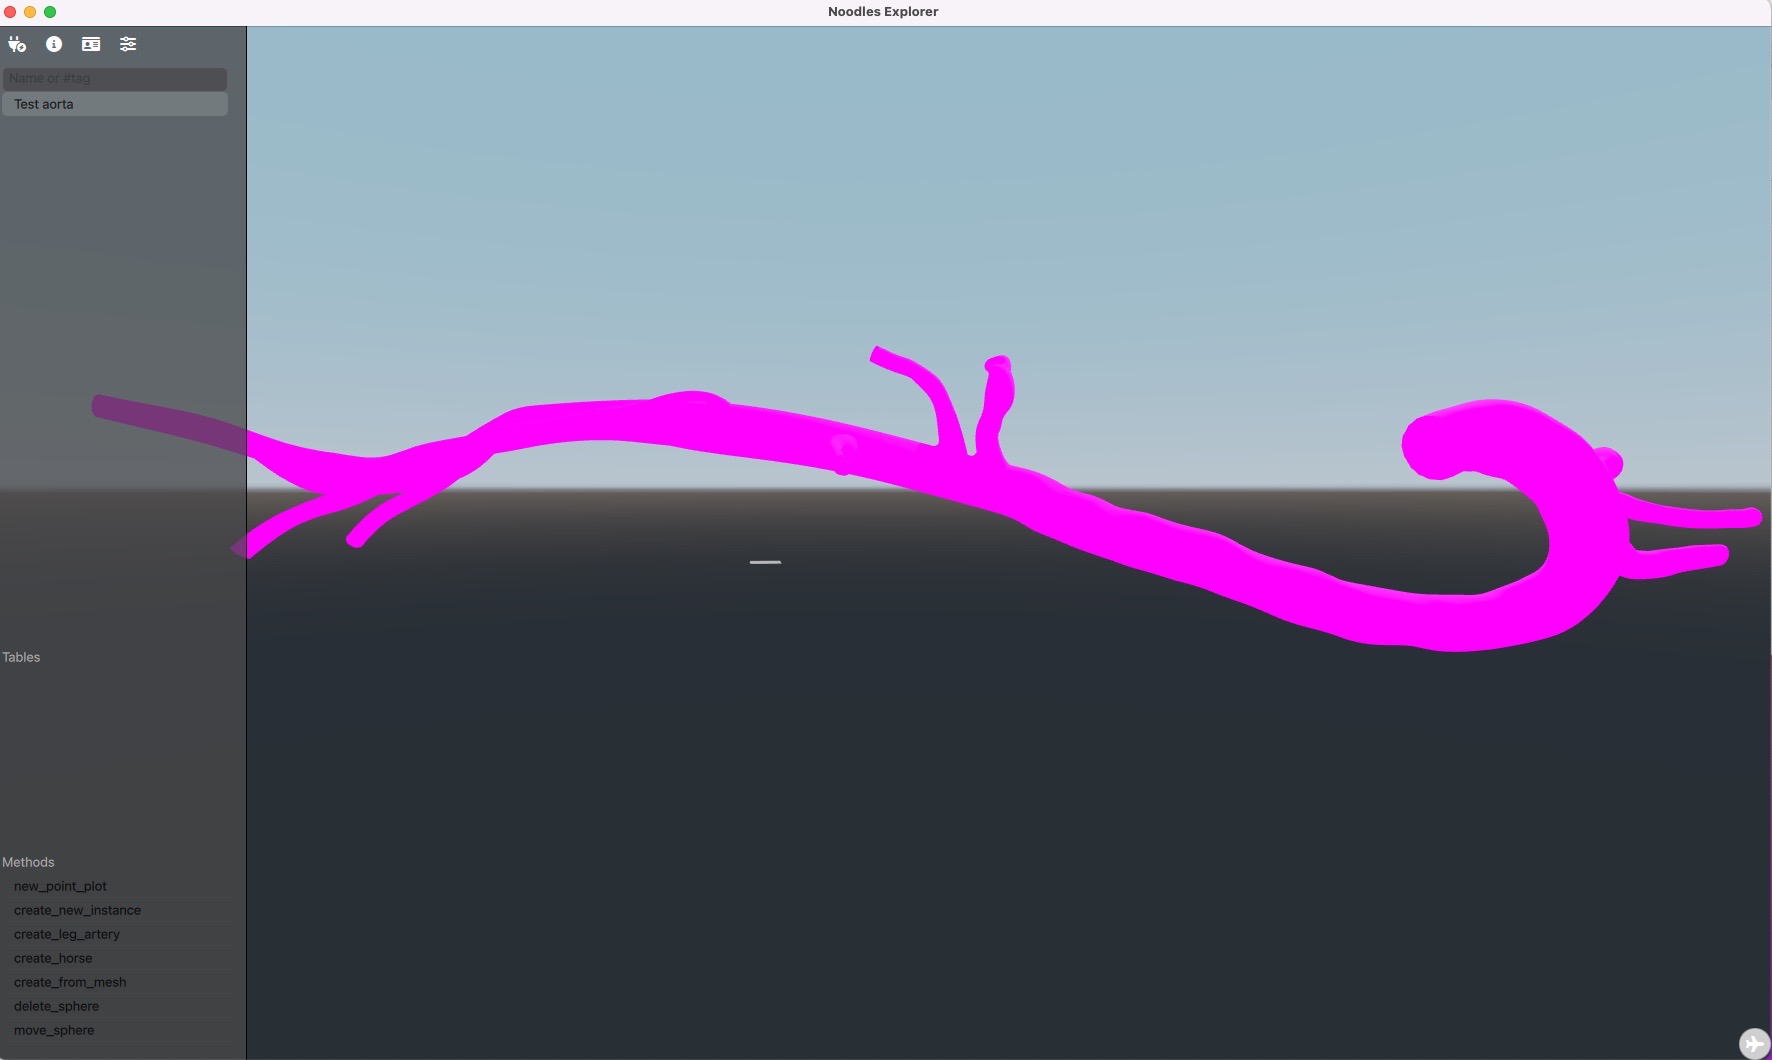 Noodles Explorer
Name or #tag
Test aorta
Tables
Methods
new_point_plot
create_new_instance
create_leg_artery
create_horse
create_from_mesh
delete_sphere
move_sphere